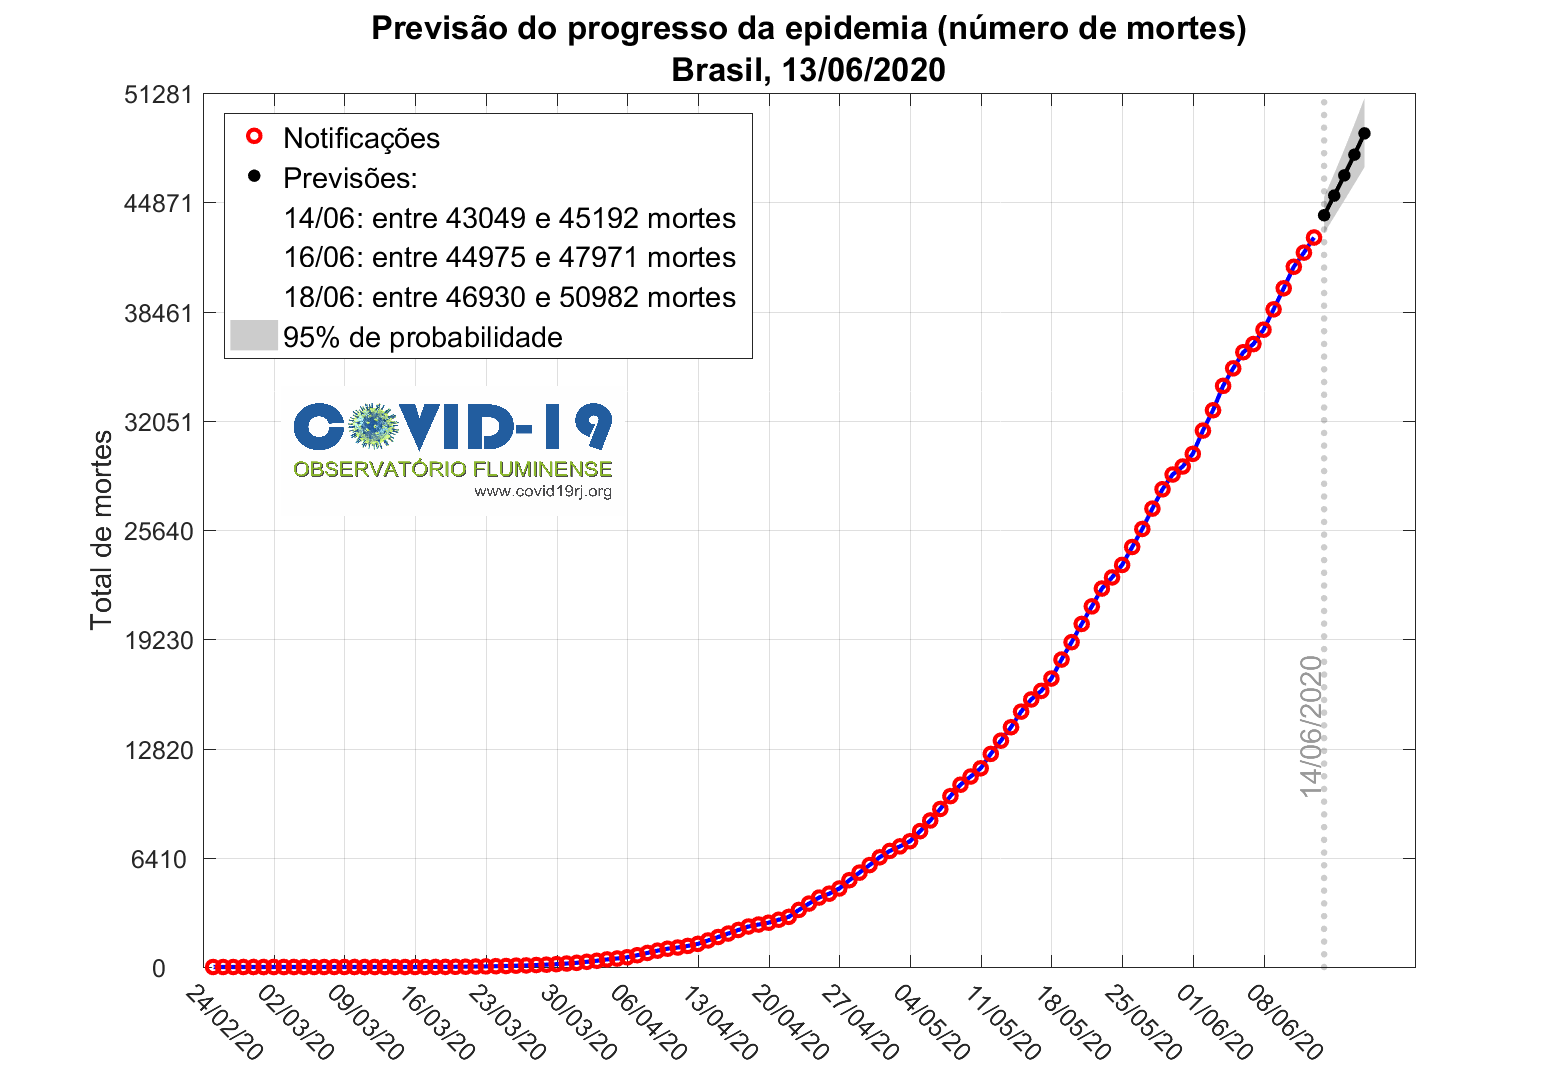 Previsão do progresso da epidemia (número de mortes)
Brasil, 13/06/2020
51281
44871
38461
32051
25640
19230
12820
6410
0
Total de mortes
Notificações
Previsões:
14/06: entre 43049 e 45192 mortes
16/06: entre 44975 e 47971 mortes
18/06: entre 46930 e 50982 mortes
95% de probabilidade
COVID-19
OBSERVATÓRIO FLUMINENSE
www.covid19rj.org
14/06/2020
24/02/20
02/03/20
09/03/20
16/03/20
23/03/20
30/03/20
06/04/20
13/04/20
20/04/20
27/04/20
04/05/20
11/05/20
18/05/20
25/05/20
01/06/20
08/06/20